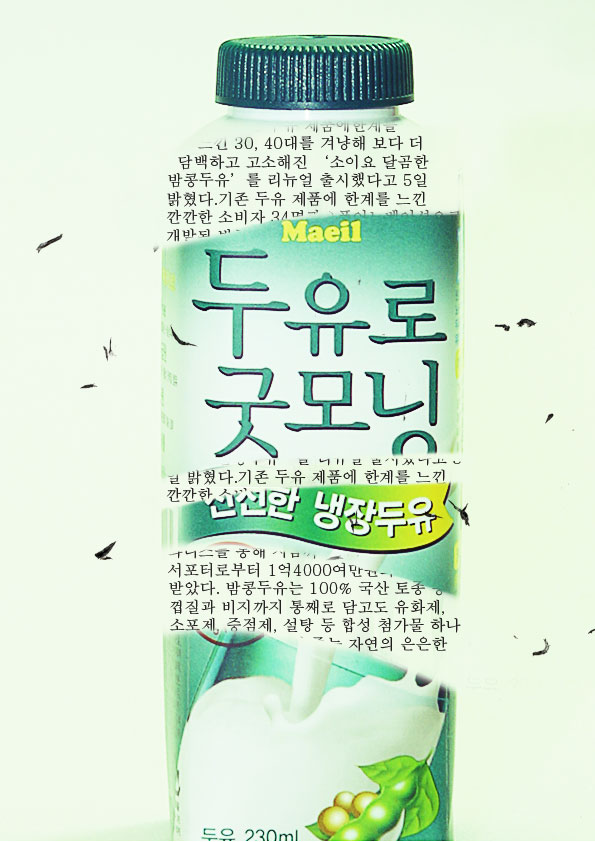 제품에한계를
느낀 30, 40대를 겨냥해 보다 더
담백하고 고소해진 ‘소이요 달콤한
밤콩두유’를 리뉴얼 출시했다고 5일
밝혔다.기존 두유 제품에 한계를 느낀
깐깐한 소비자 34명과
개발된
Maeil
두유로
굿모닝
밝혔다.기존 두유 제품에 한계를 느낀
깐깐한
신선한 냉장두유
통해
서포터로부터 1억4000여만원의
받았다. 밤콩두유는 100% 국산 토종
껍질과 비지까지 통째로 담고도 유화제,
소포제, 중점제, 설탕 등 합성 첨가물 하나
자연의 은은한
두유 230ml